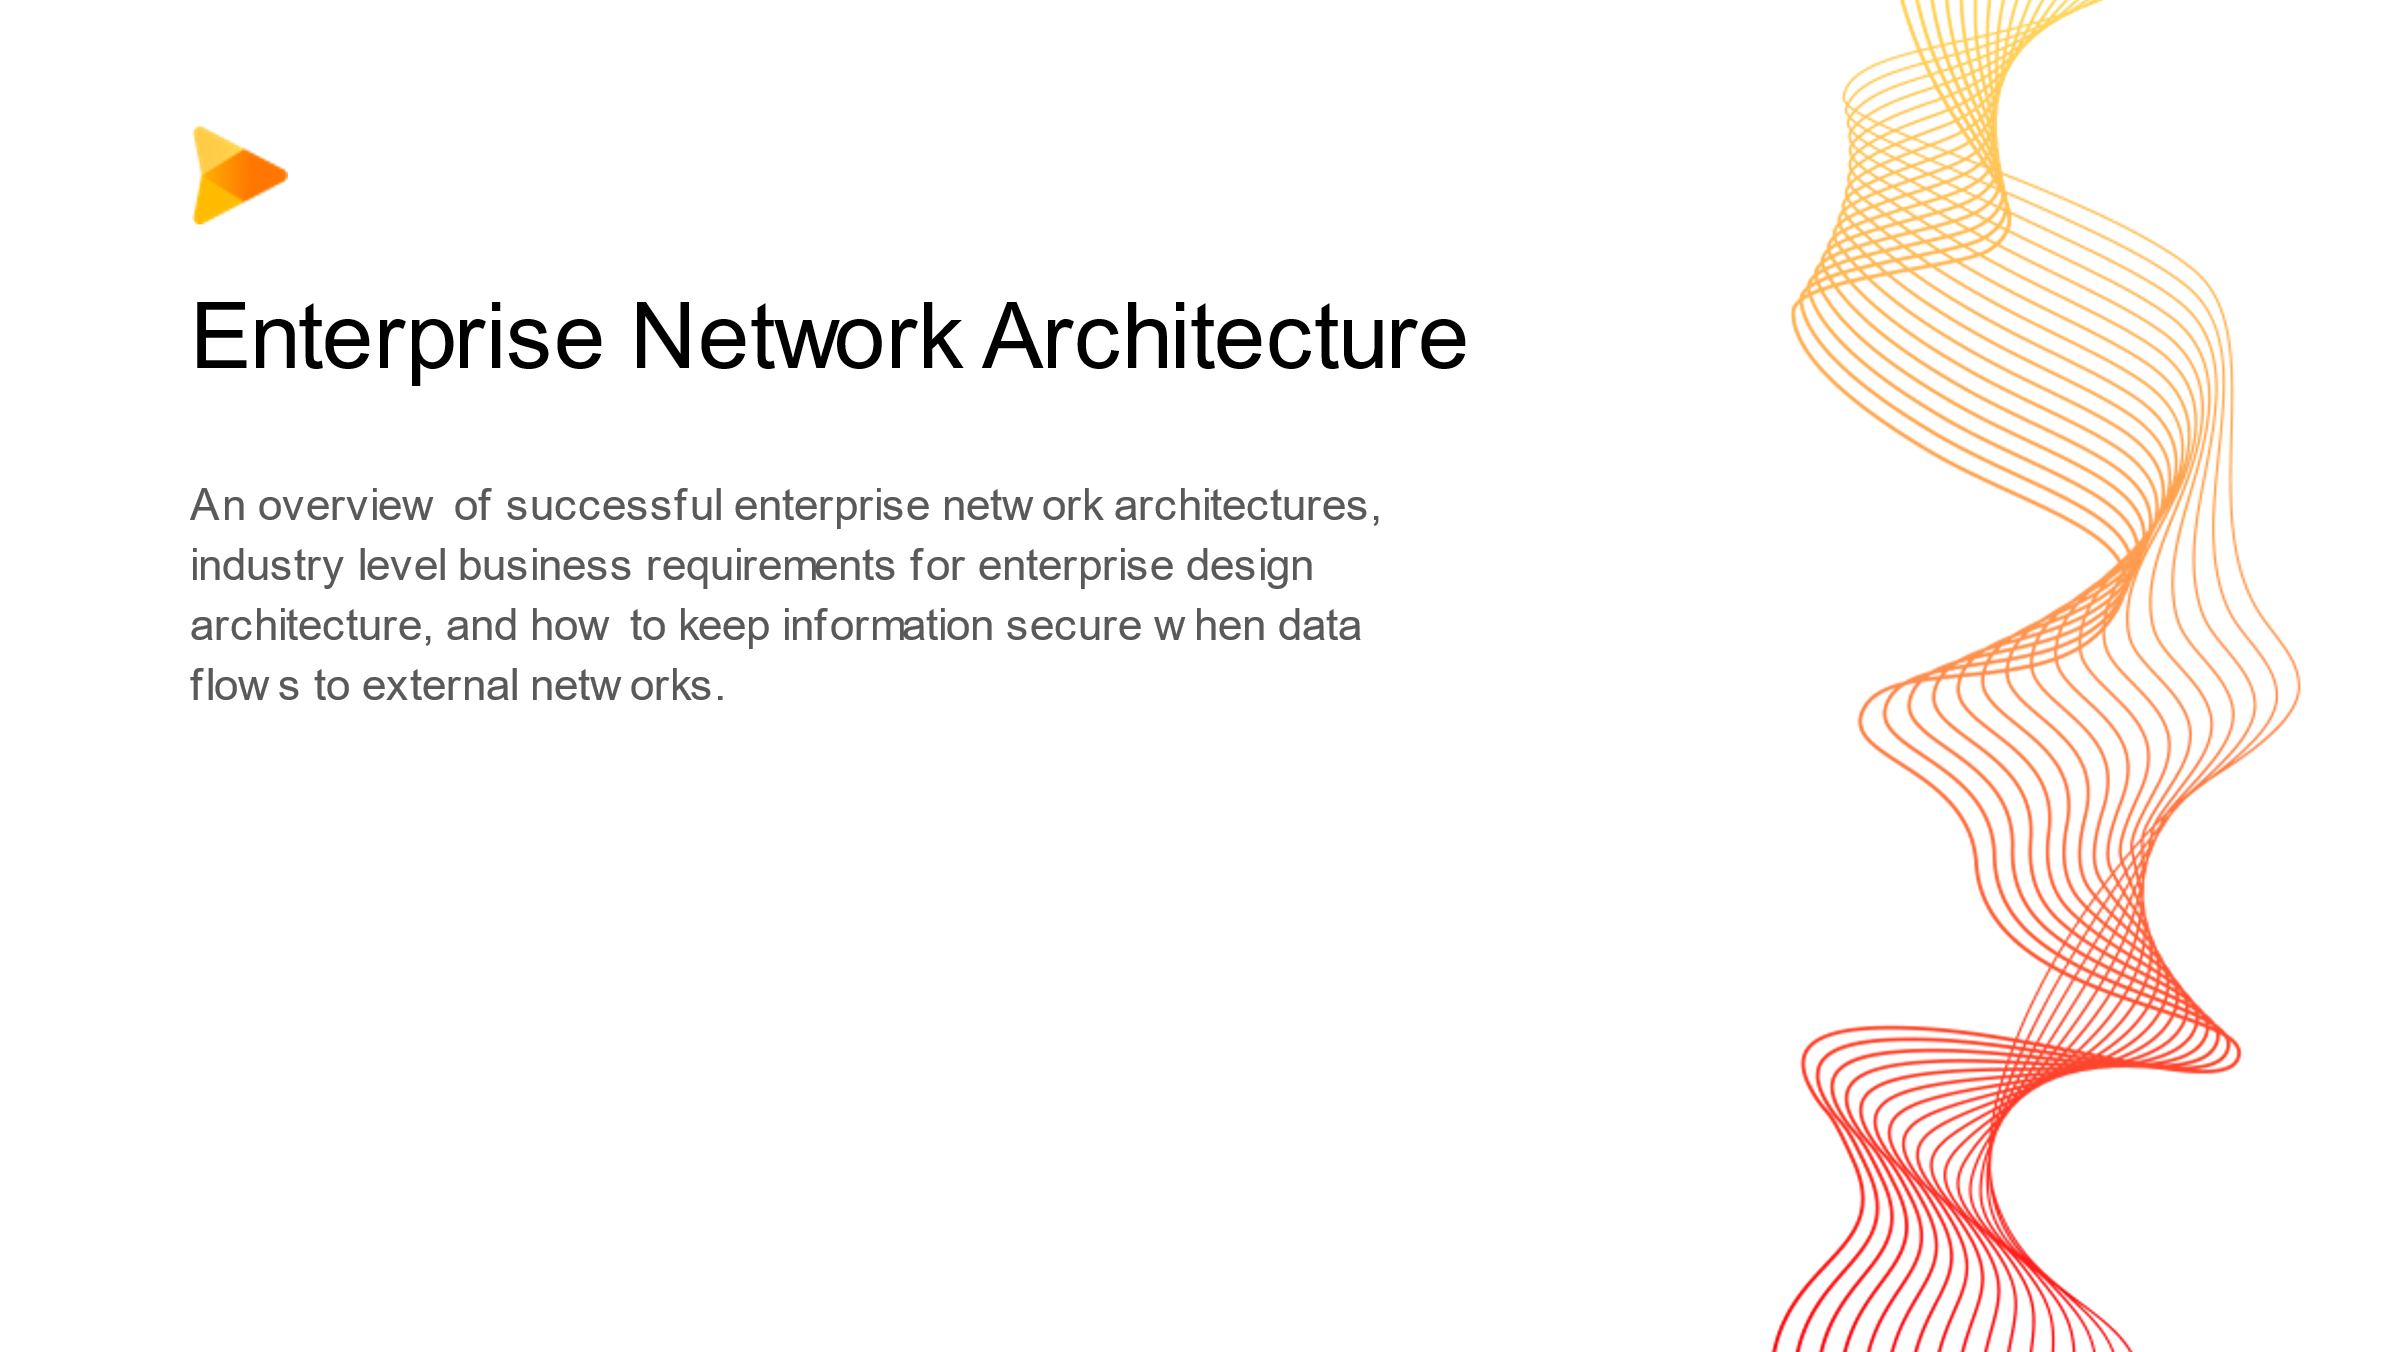 Enterprise Network Architecture
An overview of successful enterprise network architectures,
industry level business requirements for enterprise design
architecture, and how to keep information secure when data
flows to external networks.